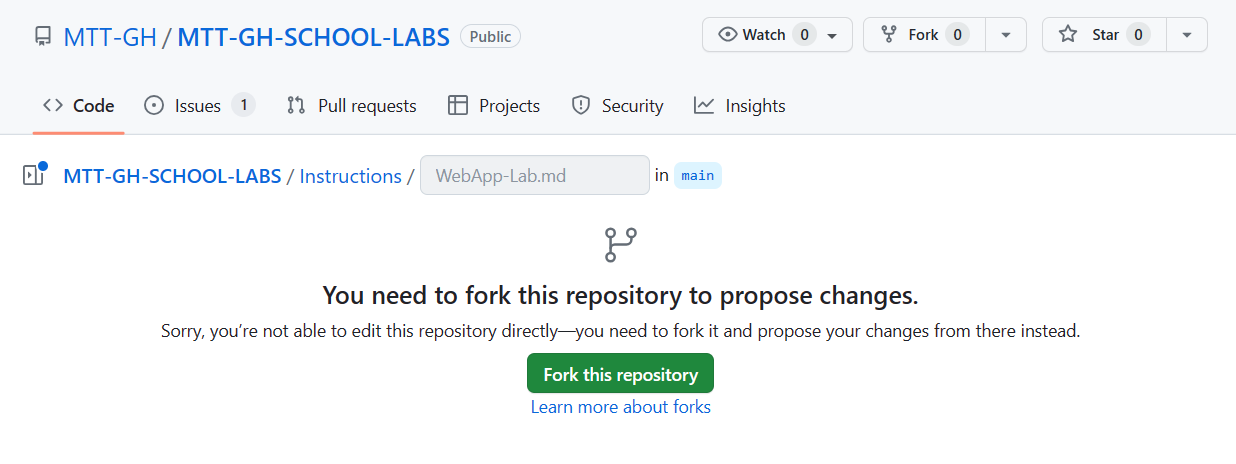 MTT-GH / MTT-GH-SCHOOL-LABS Public Watch 0 Fork 0 Star 0
Code Issues 1 Pull requests Projects Security Insights
MTT-GH-SCHOOL-LABS / Instructions / WebApp-Lab.md in main
You need to fork this repository to propose changes.
Sorry, you’re not able to edit this repository directly—you need to fork it and propose your changes from there instead.
Fork this repository
Learn more about forks